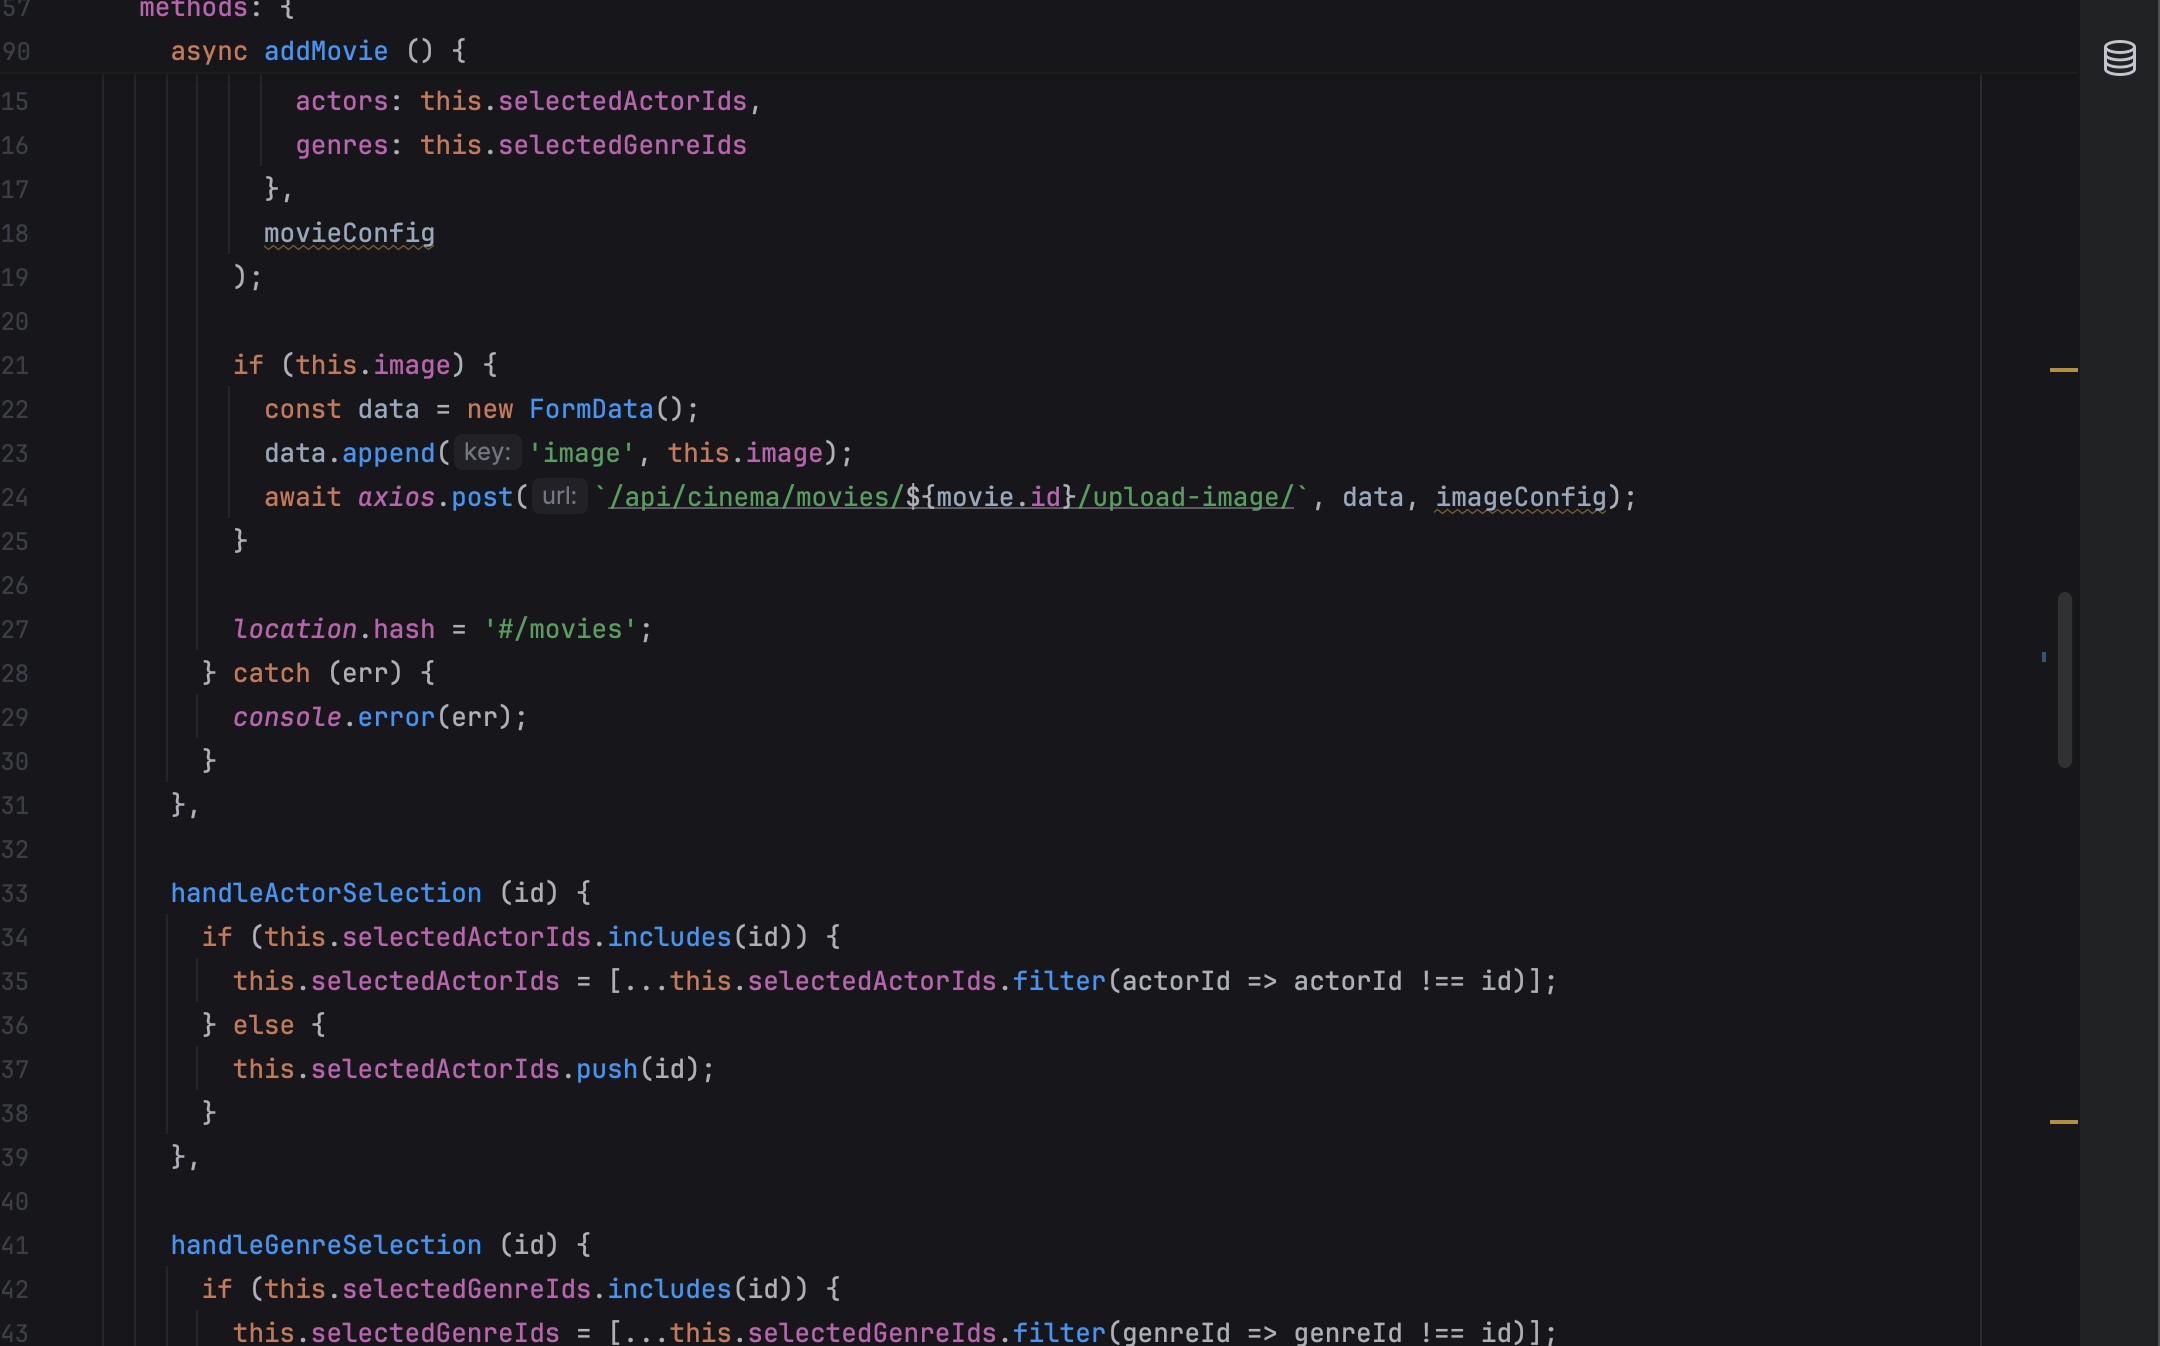 57 methods: {
90 async addMovie () {
15 actors: this.selectedActorIds,
16 genres: this.selectedGenreIds
17 },
18 movieConfig
19 );
20
21 if (this.image) {
22 const data = new FormData();
23 data.append( key: 'image', this.image);
24 await axios.post( url: `/api/cinema/movies/${movie.id}/upload-image/`, data, imageConfig);
25 }
26
27 location.hash = '#/movies';
28 } catch (err) {
29 console.error(err);
30 }
31 },
32
33 handleActorSelection (id) {
34 if (this.selectedActorIds.includes(id)) {
35 this.selectedActorIds = [...this.selectedActorIds.filter(actorId => actorId !== id)];
36 } else {
37 this.selectedActorIds.push(id);
38 }
39 },
40
41 handleGenreSelection (id) {
42 if (this.selectedGenreIds.includes(id)) {
43 this.selectedGenreIds = [...this.selectedGenreIds.filter(genreId => genreId !== id)];